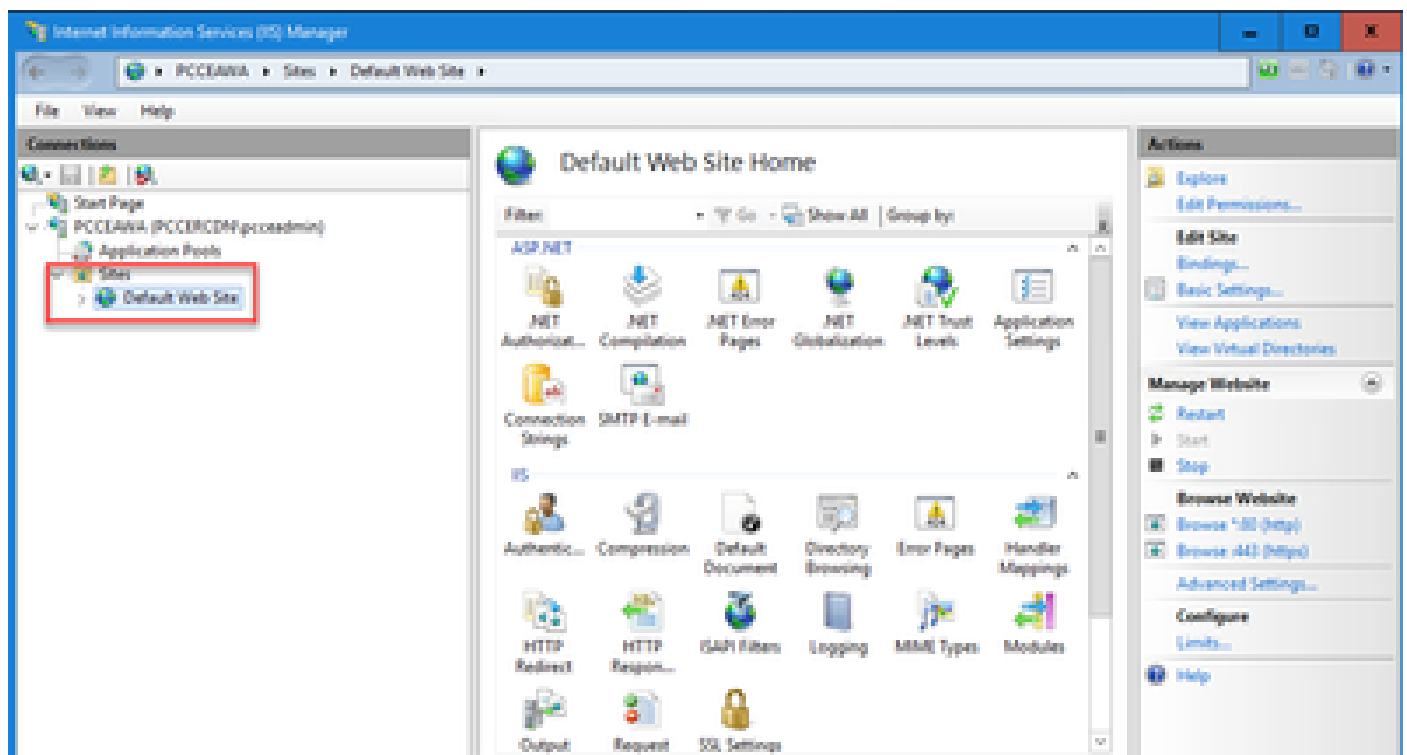 Internet Information Services (IIS) Manager
PCCEAWA Sites Default Web Site
File View Help
Connections
Start Page
PCCEAWA (PCCERCDN\pcceadmin)
Application Pools
Sites
Default Web Site
Default Web Site Home
Filter: Go Show All Group by:
ASP.NET
.NET Authorizat... .NET Compilation .NET Error Pages .NET Globalization .NET Trust Levels Application Settings
Connection Strings SMTP E-mail
IIS
Authentic... Compression Default Document Directory Browsing Error Pages Handler Mappings
HTTP Redirect HTTP Respon... ISAPI Filters Logging MIME Types Modules
Output Request SSL Settings
Actions
Explore
Edit Permissions...
Edit Site
Bindings...
Basic Settings...
View Applications
View Virtual Directories
Manage Website
Restart
Start
Stop
Browse Website
Browse *:80 (http)
Browse :443 (https)
Advanced Settings...
Configure
Limits...
Help